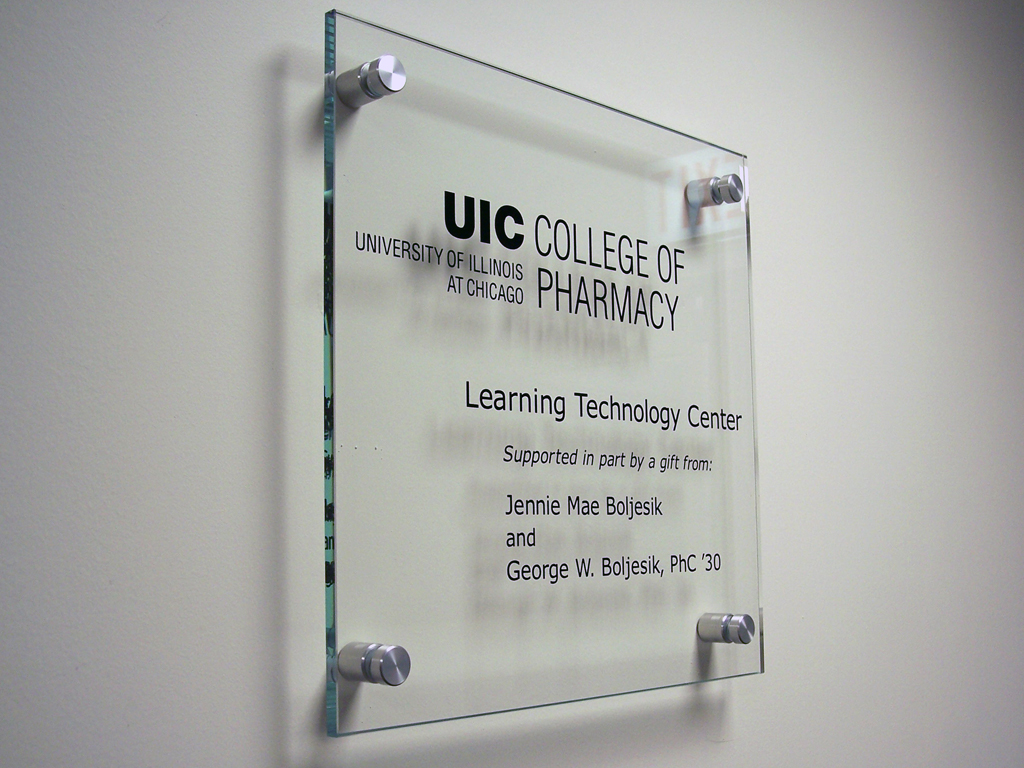 UIC COLLEGE OF
UNIVERSITY OF ILLINOIS
AT CHICAGO PHARMACY
Learning Technology Center
Supported in part by a gift from:
Jennie Mae Boljesik
and
George W. Boljesik, PhC '30
EXIT